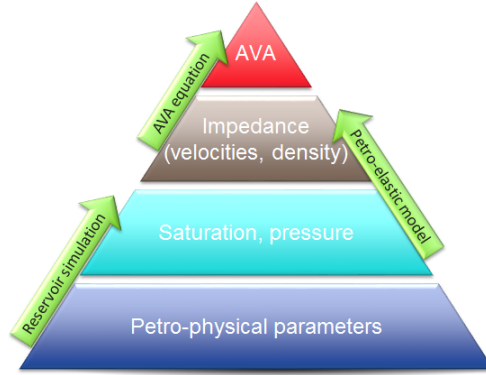 AVA
AVA equation
Impedance
(velocities, density)
Petro-elastic model
Saturation, pressure
Reservoir simulation
Petro-physical parameters